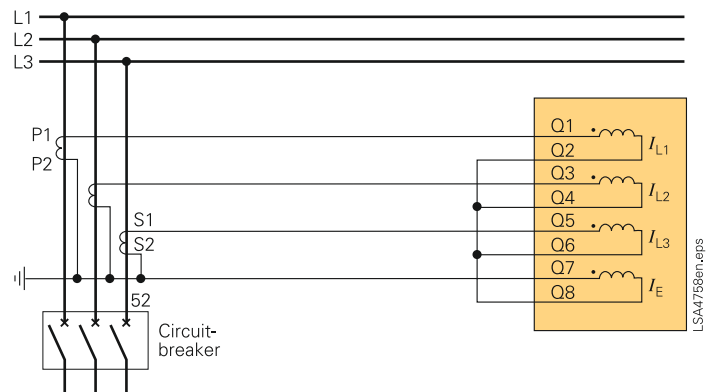 L1
L2
L3
P1
P2
S1
S2
52
Circuit-
breaker
Q1
Q2
Q3
Q4
Q5
Q6
Q7
Q8
IL1
IL2
IL3
IE
LSA4758en.eps